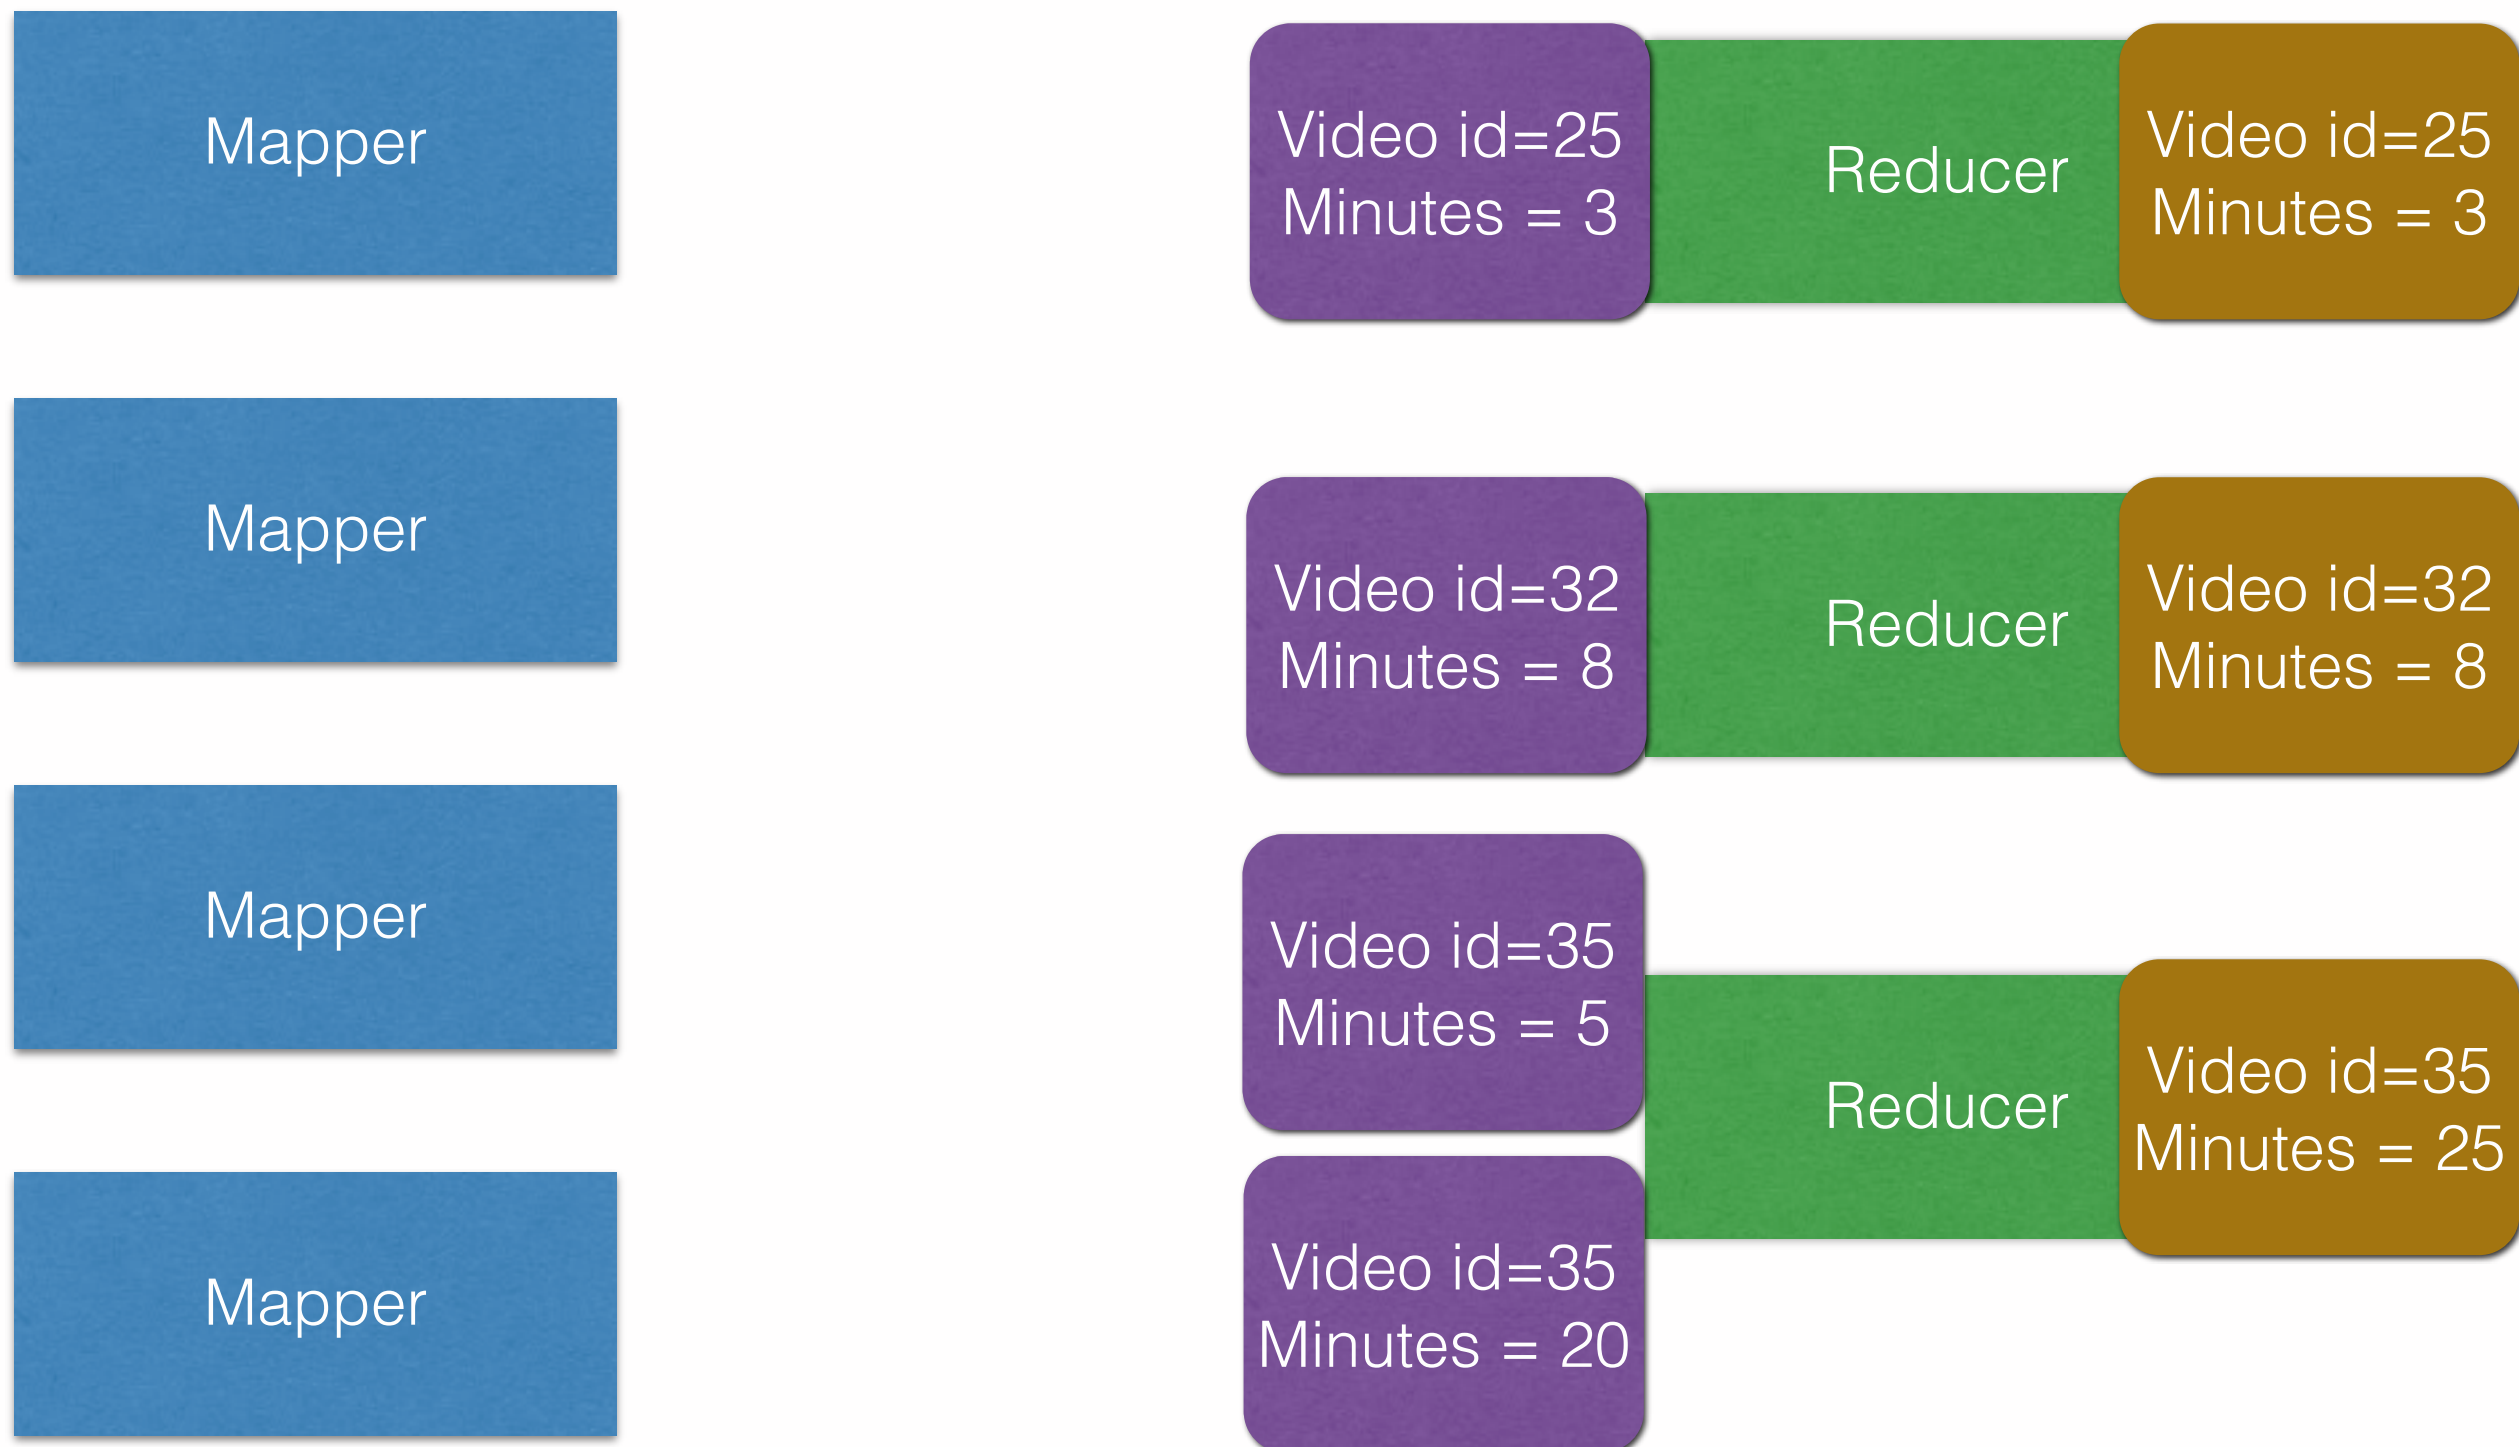 Mapper
Video id=25
Minutes = 3
Reducer
Video id=25
Minutes = 3
Mapper
Video id=32
Minutes = 8
Reducer
Video id=32
Minutes = 8
Mapper
Video id=35
Minutes = 5
Reducer
Video id=35
Minutes = 25
Mapper
Video id=35
Minutes = 20